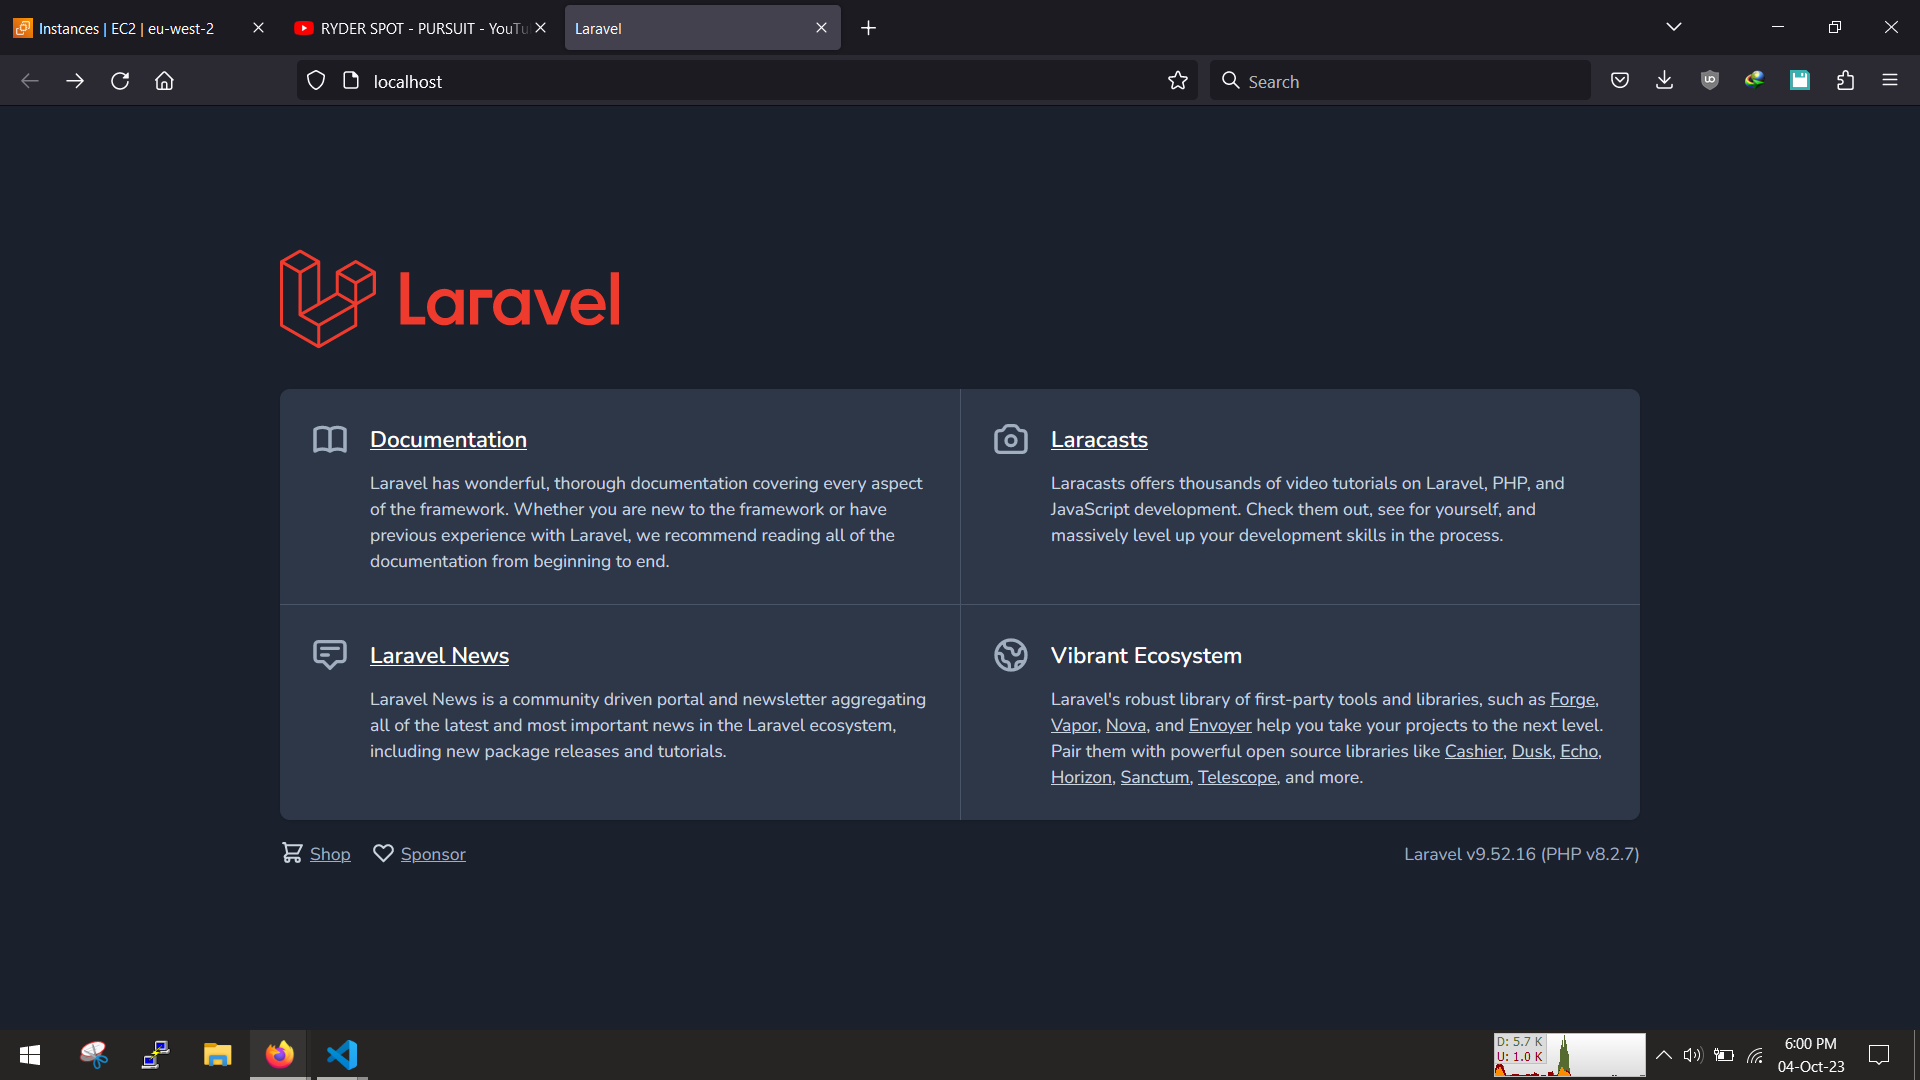 Instances | EC2 | eu-west-2
RYDER SPOT - PURSUIT - YouTu
Laravel
localhost
Search
Laravel
Documentation
Laravel has wonderful, thorough documentation covering every aspect
of the framework. Whether you are new to the framework or have
previous experience with Laravel, we recommend reading all of the
documentation from beginning to end.
Laracasts
Laracasts offers thousands of video tutorials on Laravel, PHP, and
JavaScript development. Check them out, see for yourself, and
massively level up your development skills in the process.
Laravel News
Laravel News is a community driven portal and newsletter aggregating
all of the latest and most important news in the Laravel ecosystem,
including new package releases and tutorials.
Vibrant Ecosystem
Laravel's robust library of first-party tools and libraries, such as Forge,
Vapor, Nova, and Envoyer help you take your projects to the next level.
Pair them with powerful open source libraries like Cashier, Dusk, Echo,
Horizon, Sanctum, Telescope, and more.
Shop
Sponsor
Laravel v9.52.16 (PHP v8.2.7)
D: 5.7 K
U: 1.0 K
6:00 PM
04-Oct-23